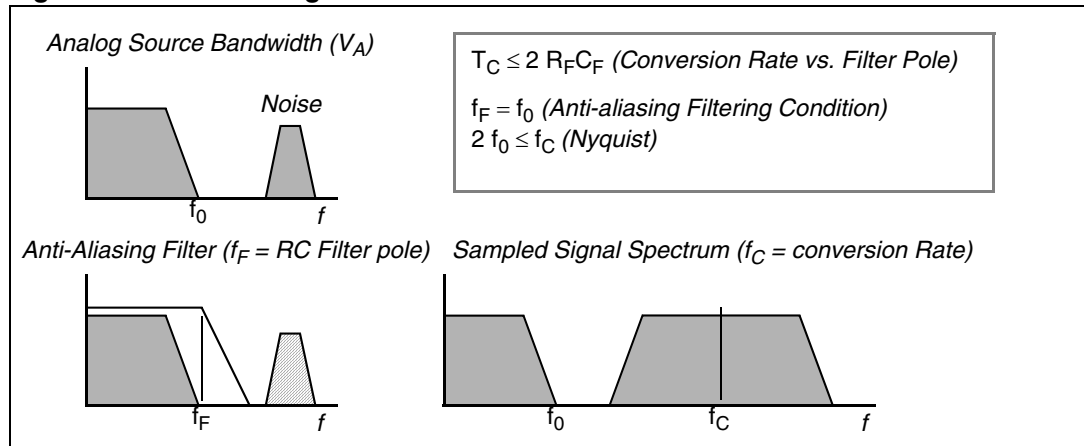 Analog Source Bandwidth (VA)
Noise
f0
f
TC ≤ 2 RFCF (Conversion Rate vs. Filter Pole)
fF = f0 (Anti-aliasing Filtering Condition)
2 f0 ≤ fC (Nyquist)
Anti-Aliasing Filter (fF = RC Filter pole)
fF
f
Sampled Signal Spectrum (fC = conversion Rate)
f0
fC
f